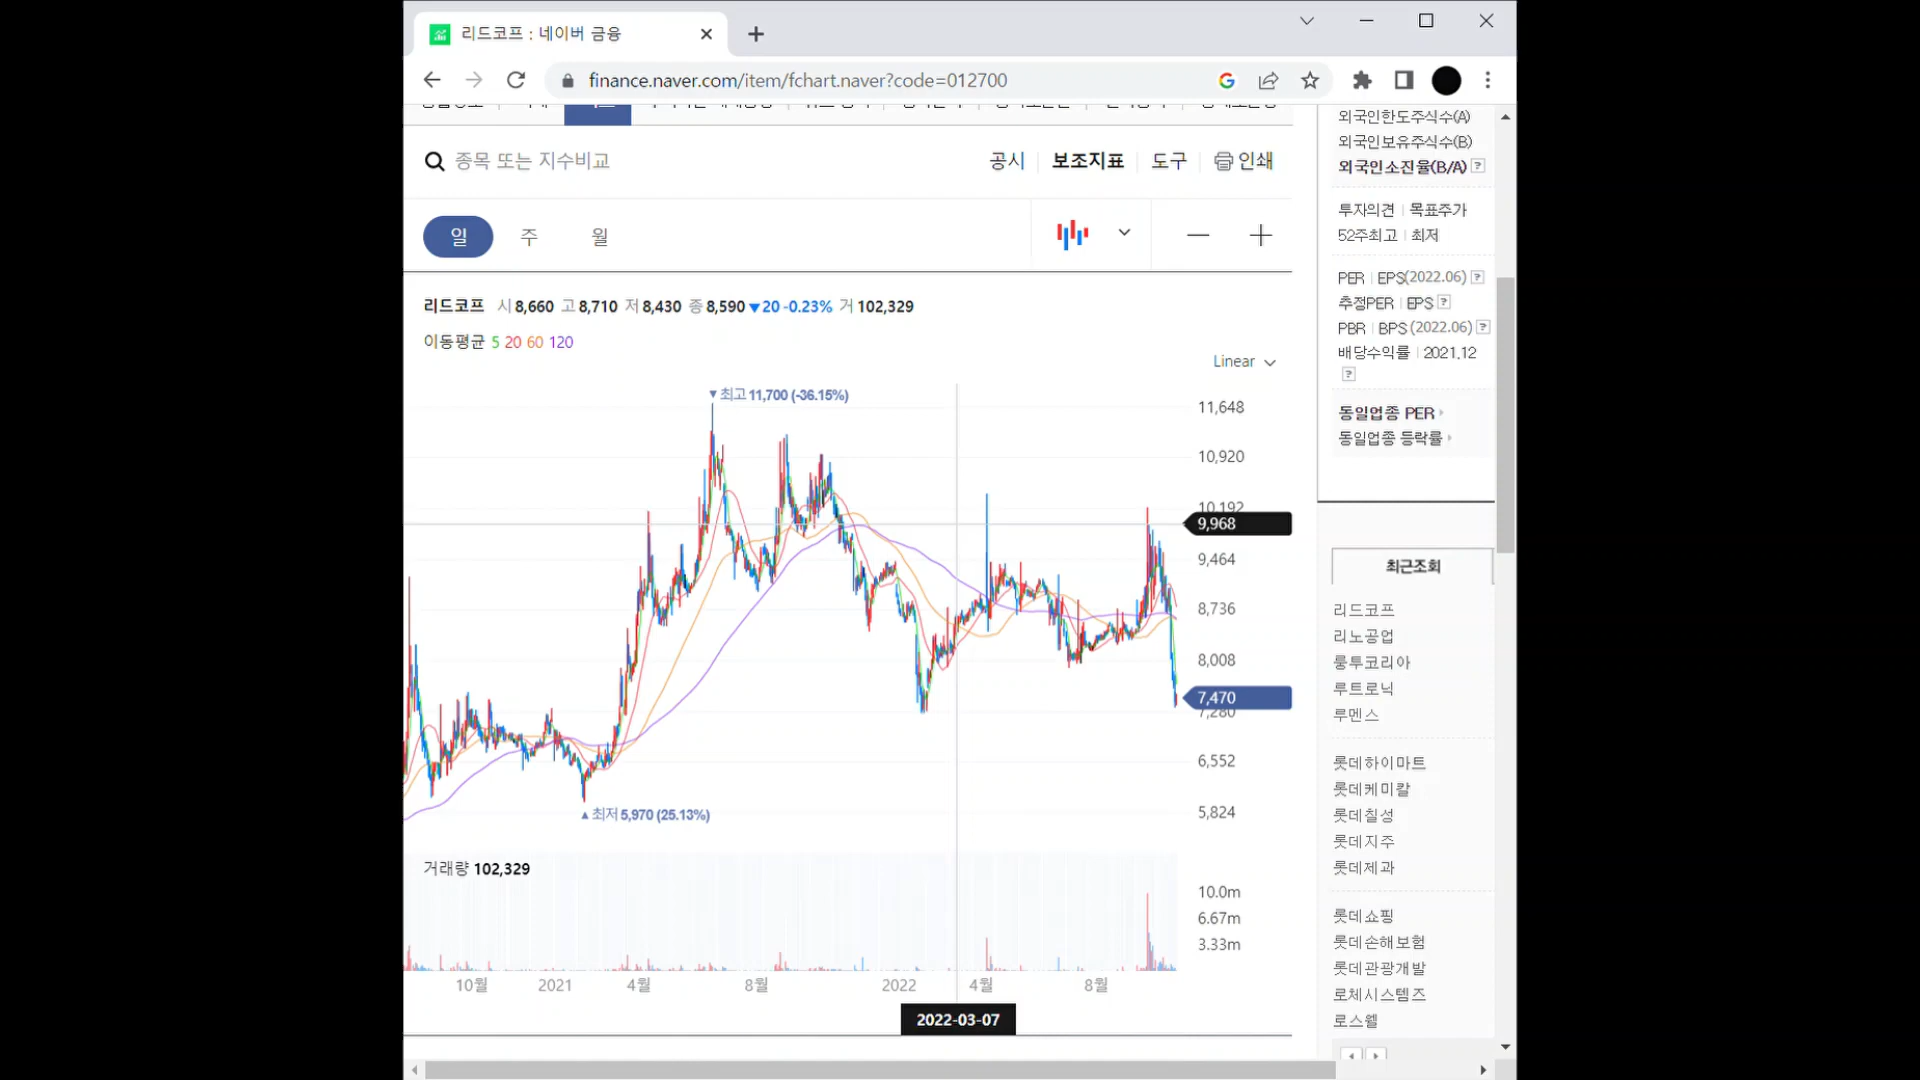 리드코프 : 네이버 금융
finance.naver.com/item/fchart.naver?code=012700
종목 또는 지수비교
공시 보조지표 도구 인쇄
일 주 월
리드코프 시 8,660 고 8,710 저 8,430 종 8,590 ▼20 -0.23% 거 102,329
이동평균 5 20 60 120
Linear
▼최고 11,700 (-36.15%)
11,648
10,920
10,192
9,968
9,464
8,736
8,008
7,470
7,280
6,552
5,824
▲최저 5,970 (25.13%)
거래량 102,329
10.0m
6.67m
3.33m
10월 2021 4월 8월 2022 4월 8월
2022-03-07
외국인한도주식수(A)
외국인보유주식수(B)
외국인소진율(B/A) ?
투자의견 | 목표주가
52주최고 | 최저
PER | EPS(2022.06) ?
추정PER | EPS ?
PBR | BPS (2022.06) ?
배당수익률 | 2021.12
?
동일업종 PER
동일업종 등락률
최근조회
리드코프
리노공업
룽투코리아
루트로닉
루멘스
롯데하이마트
롯데케미칼
롯데칠성
롯데지주
롯데제과
롯데쇼핑
롯데손해보험
롯데관광개발
로체시스템즈
로스웰